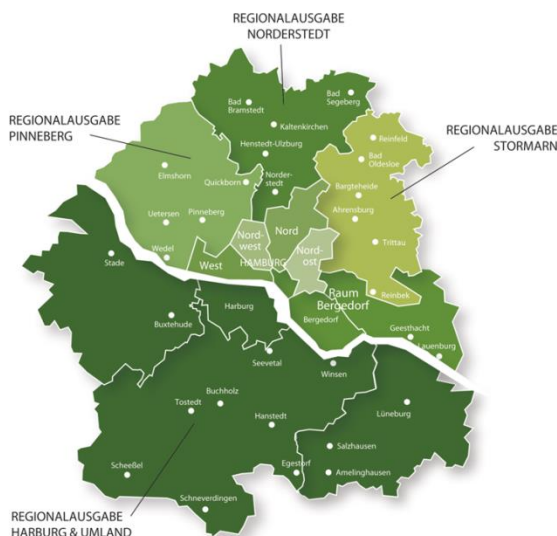 REGIONALAUSGABE
NORDERSTEDT
Bad
Segeberg
Bad
Bramstedt
Kaltenkirchen
REGIONALAUSGABE
PINNEBERG
Henstedt-Ulzburg
Reinfeld
REGIONALAUSGABE
STORMARN
Bad
Oldesloe
Elmshorn
Quickborn
Norder-
stedt
Bargteheide
Ahrensburg
Uetersen
Pinneberg
Nord-
west
Nord
Trittau
Wedel
West
HAMBURG
Nord-
ost
Stade
Raum
Bergedorf
Reinbek
Harburg
Bergedorf
Geesthacht
Buxtehude
Lauenburg
Seevetal
Winsen
Buchholz
Tostedt
Hanstedt
Lüneburg
Salzhausen
Scheeßel
Egestorf
Amelinghausen
Schneverdingen
REGIONALAUSGABE
HARBURG & UMLAND